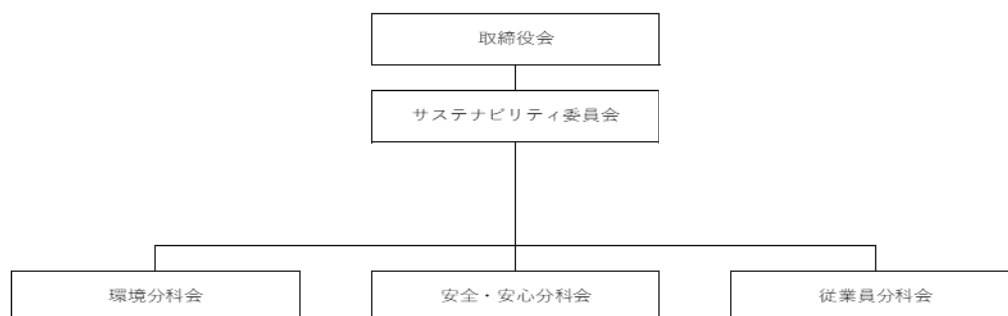 取締役会
サステナビリティ委員会
環境分科会
安全・安心分科会
従業員分科会